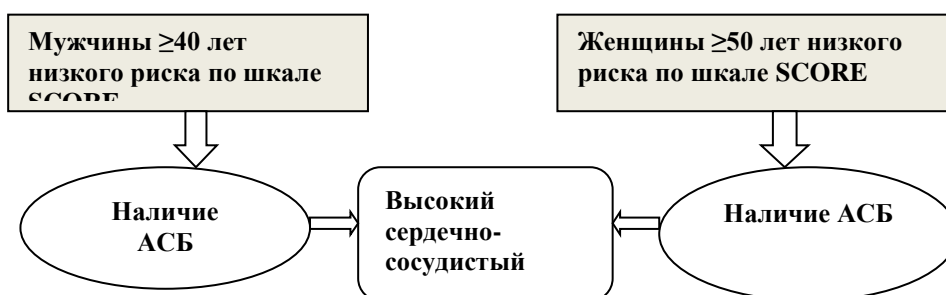 Мужчины ≥40 лет
низкого риска по шкале
SCORE
Женщины ≥50 лет низкого
риска по шкале SCORE
Наличие
АСБ
Высокий
сердечно-
сосудистый
Наличие АСБ